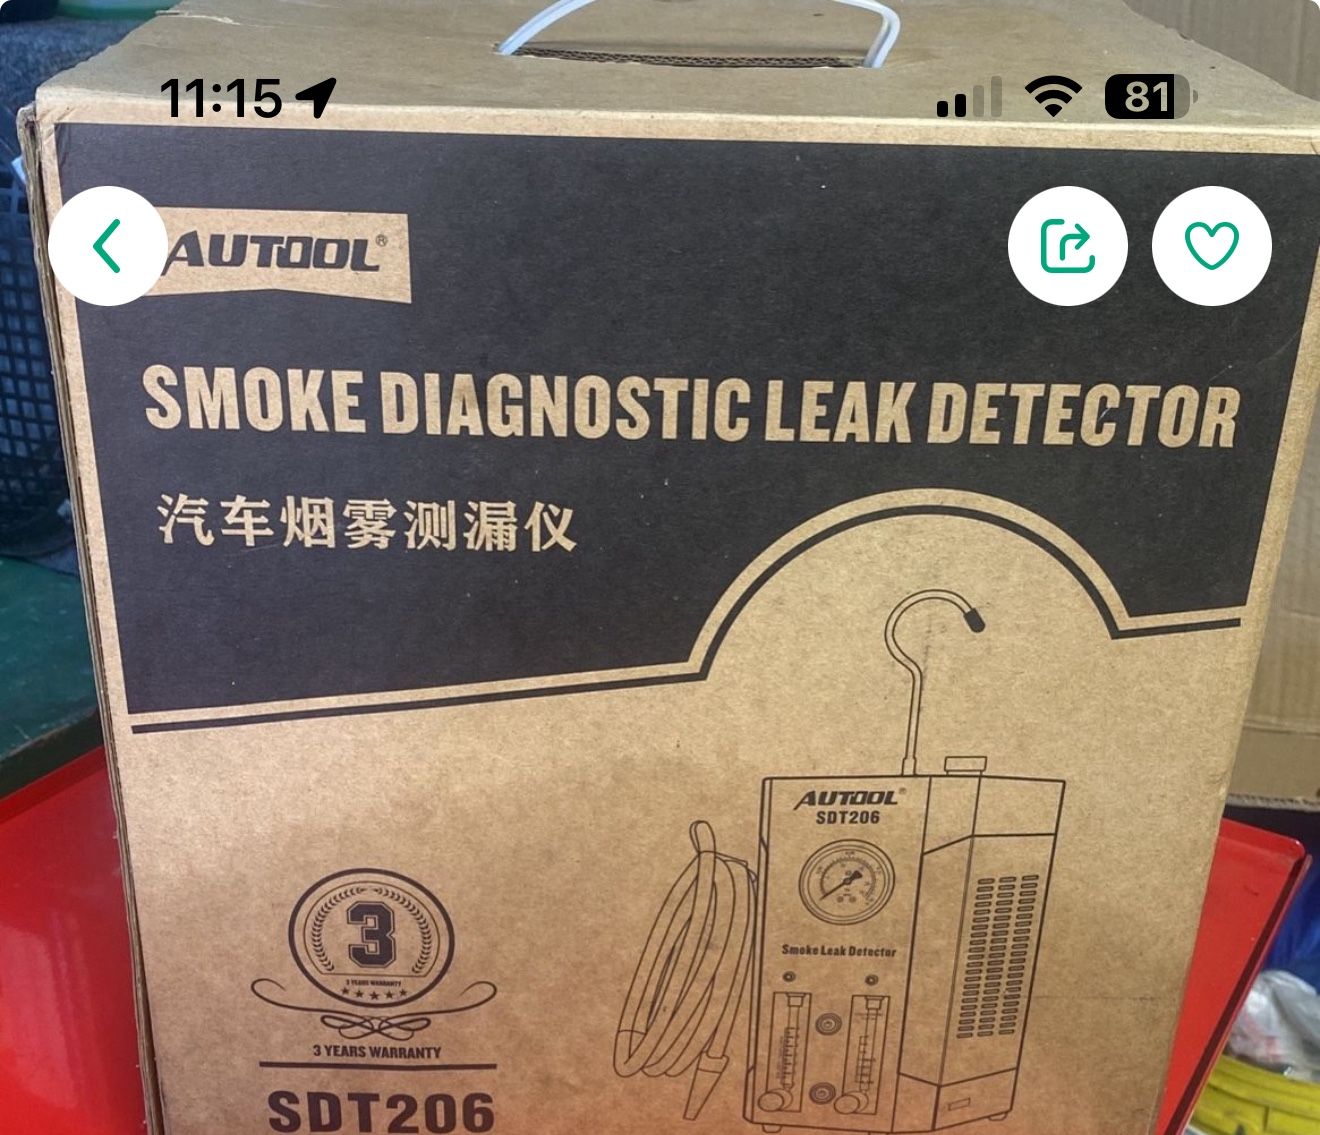 11:15
81
AUTOOL®
SMOKE DIAGNOSTIC LEAK DETECTOR
汽车烟雾测漏仪
AUTOOL®
SDT206
Smoke Leak Detector
3
3 YEARS WARRANTY
3 YEARS WARRANTY
SDT206